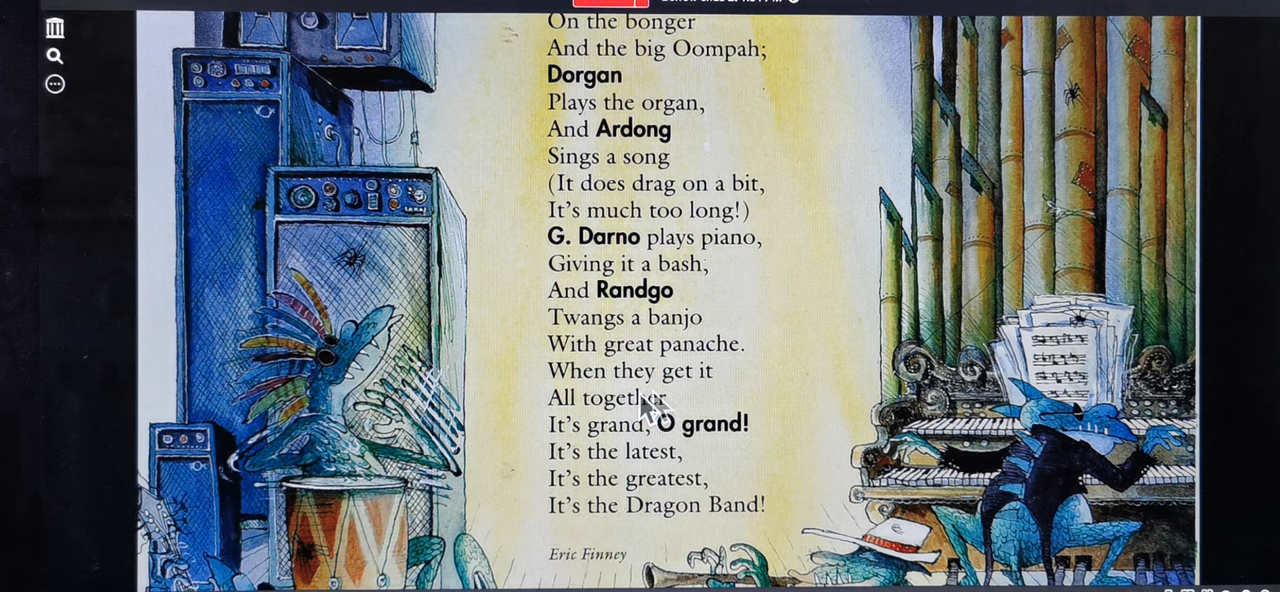 On the bonger
And the big Oompah;
Dorgan
Plays the organ,
And Ardong
Sings a song
(It does drag on a bit,
It's much too long!)
G. Darno plays piano,
Giving it a bash;
And Randgo
Twangs a banjo
With great panache.
When they get it
All together
It's grand, O grand!
It's the latest,
It's the greatest,
It's the Dragon Band!
Eric Finney